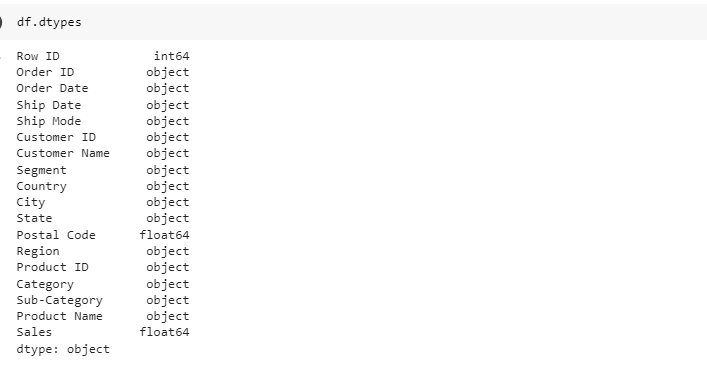 df.dtypes
Row ID int64
Order ID object
Order Date object
Ship Date object
Ship Mode object
Customer ID object
Customer Name object
Segment object
Country object
City object
State object
Postal Code float64
Region object
Product ID object
Category object
Sub-Category object
Product Name object
Sales float64
dtype: object